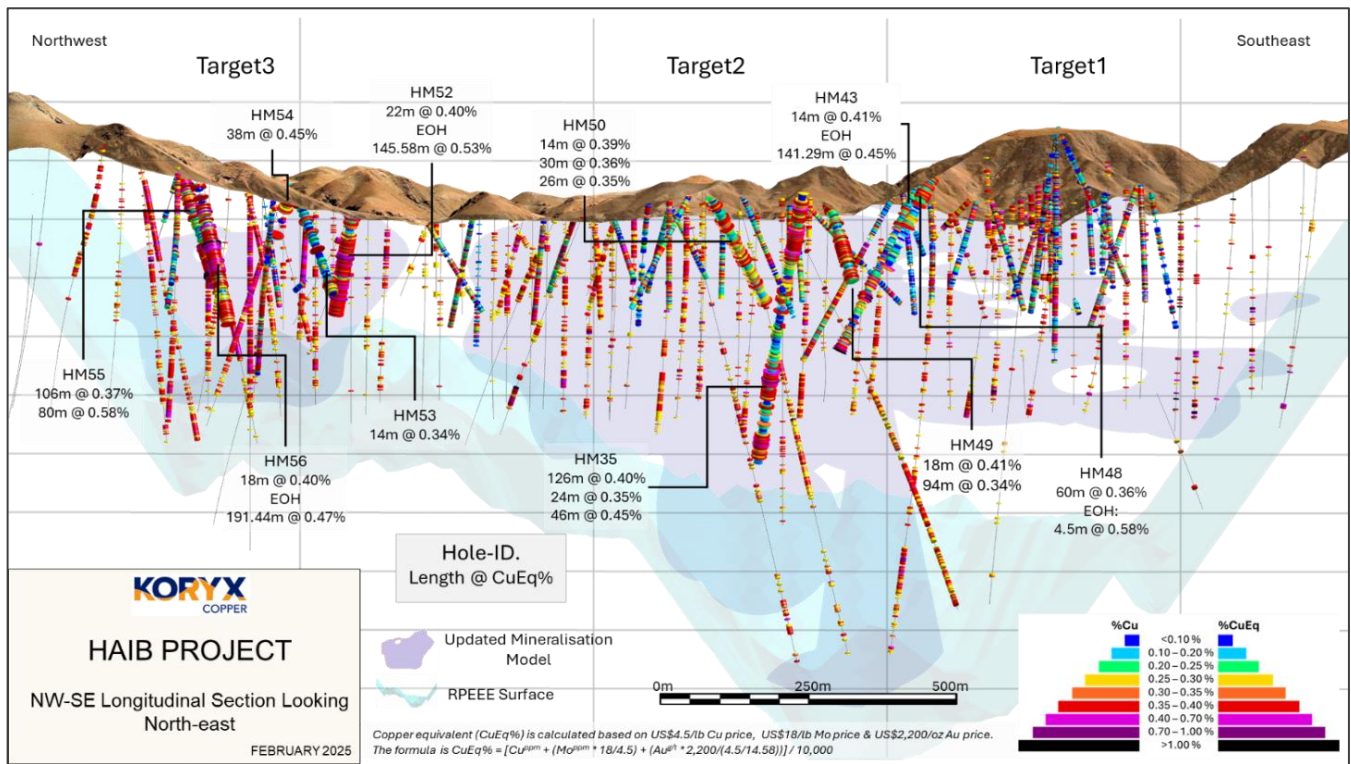 Northwest
Southeast
Target3
Target2
Target1
HM54
38m @ 0.45%
HM52
22m @ 0.40%
EOH
145.58m @ 0.53%
HM50
14m @ 0.39%
30m @ 0.36%
26m @ 0.35%
HM43
14m @ 0.41%
EOH
141.29m @ 0.45%
HM55
106m @ 0.37%
80m @ 0.58%
HM56
18m @ 0.40%
EOH
191.44m @ 0.47%
HM53
14m @ 0.34%
HM35
126m @ 0.40%
24m @ 0.35%
46m @ 0.45%
HM49
18m @ 0.41%
94m @ 0.34%
HM48
60m @ 0.36%
EOH:
4.5m @ 0.58%
Hole-ID.
Length @ CuEq%
KORYX
COPPER
HAIB PROJECT
NW-SE Longitudinal Section Looking
North-east
FEBRUARY 2025
Updated Mineralisation
Model
RPEEE Surface
0m 250m 500m
Copper equivalent (CuEq%) is calculated based on US$4.5/lb Cu price, US$18/lb Mo price & US$2,200/oz Au price.
The formula is CuEq% = [Cuppm + (Moppm * 18/4.5) + (Aug/t * 2,200/(4.5/14.58))] / 10,000
%Cu %CuEq
<0.10 %
0.10 – 0.20 %
0.20 – 0.25 %
0.25 – 0.30 %
0.30 – 0.35 %
0.35 – 0.40 %
0.40 – 0.70 %
0.70 – 1.00 %
>1.00 %